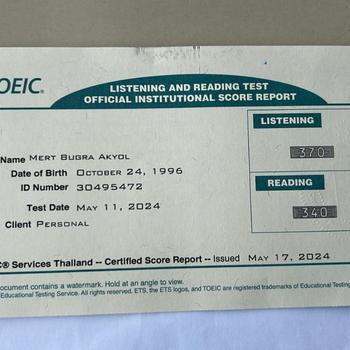 OEIC®
LISTENING AND READING TEST
OFFICIAL INSTITUTIONAL SCORE REPORT
LISTENING
370
Name MERT BUGRA AKYOL
Date of Birth OCTOBER 24, 1996
ID Number 30495472
READING
340
Test Date MAY 11, 2024
Client PERSONAL
C® Services Thailand -- Certified Score Report -- Issued MAY 17, 2024
ocument contains a watermark. Hold at an angle to view.
Educational Testing Service. All rights reserved. ETS, the ETS logos, and TOEIC are registered trademarks of Educational Testing